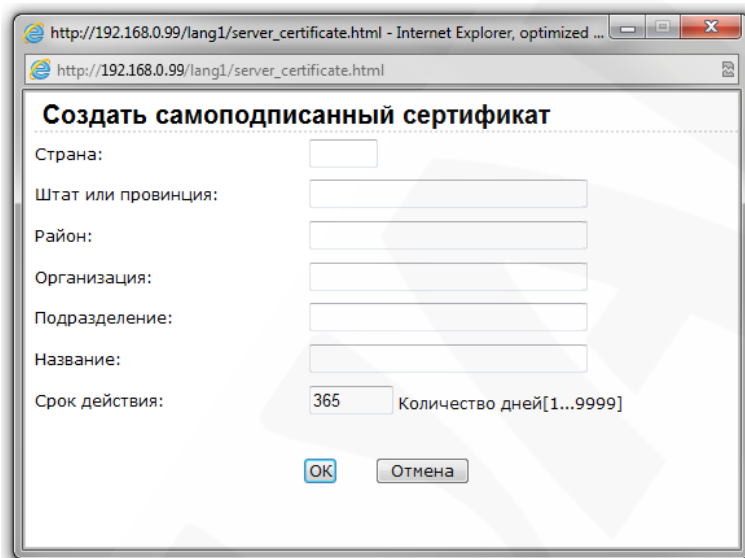 http://192.168.0.99/lang1/server_certificate.html - Internet Explorer, optimized ...
http://192.168.0.99/lang1/server_certificate.html
Создать самоподписанный сертификат
Страна:
Штат или провинция:
Район:
Организация:
Подразделение:
Название:
Срок действия: 365 Количество дней[1...9999]
OK Отмена